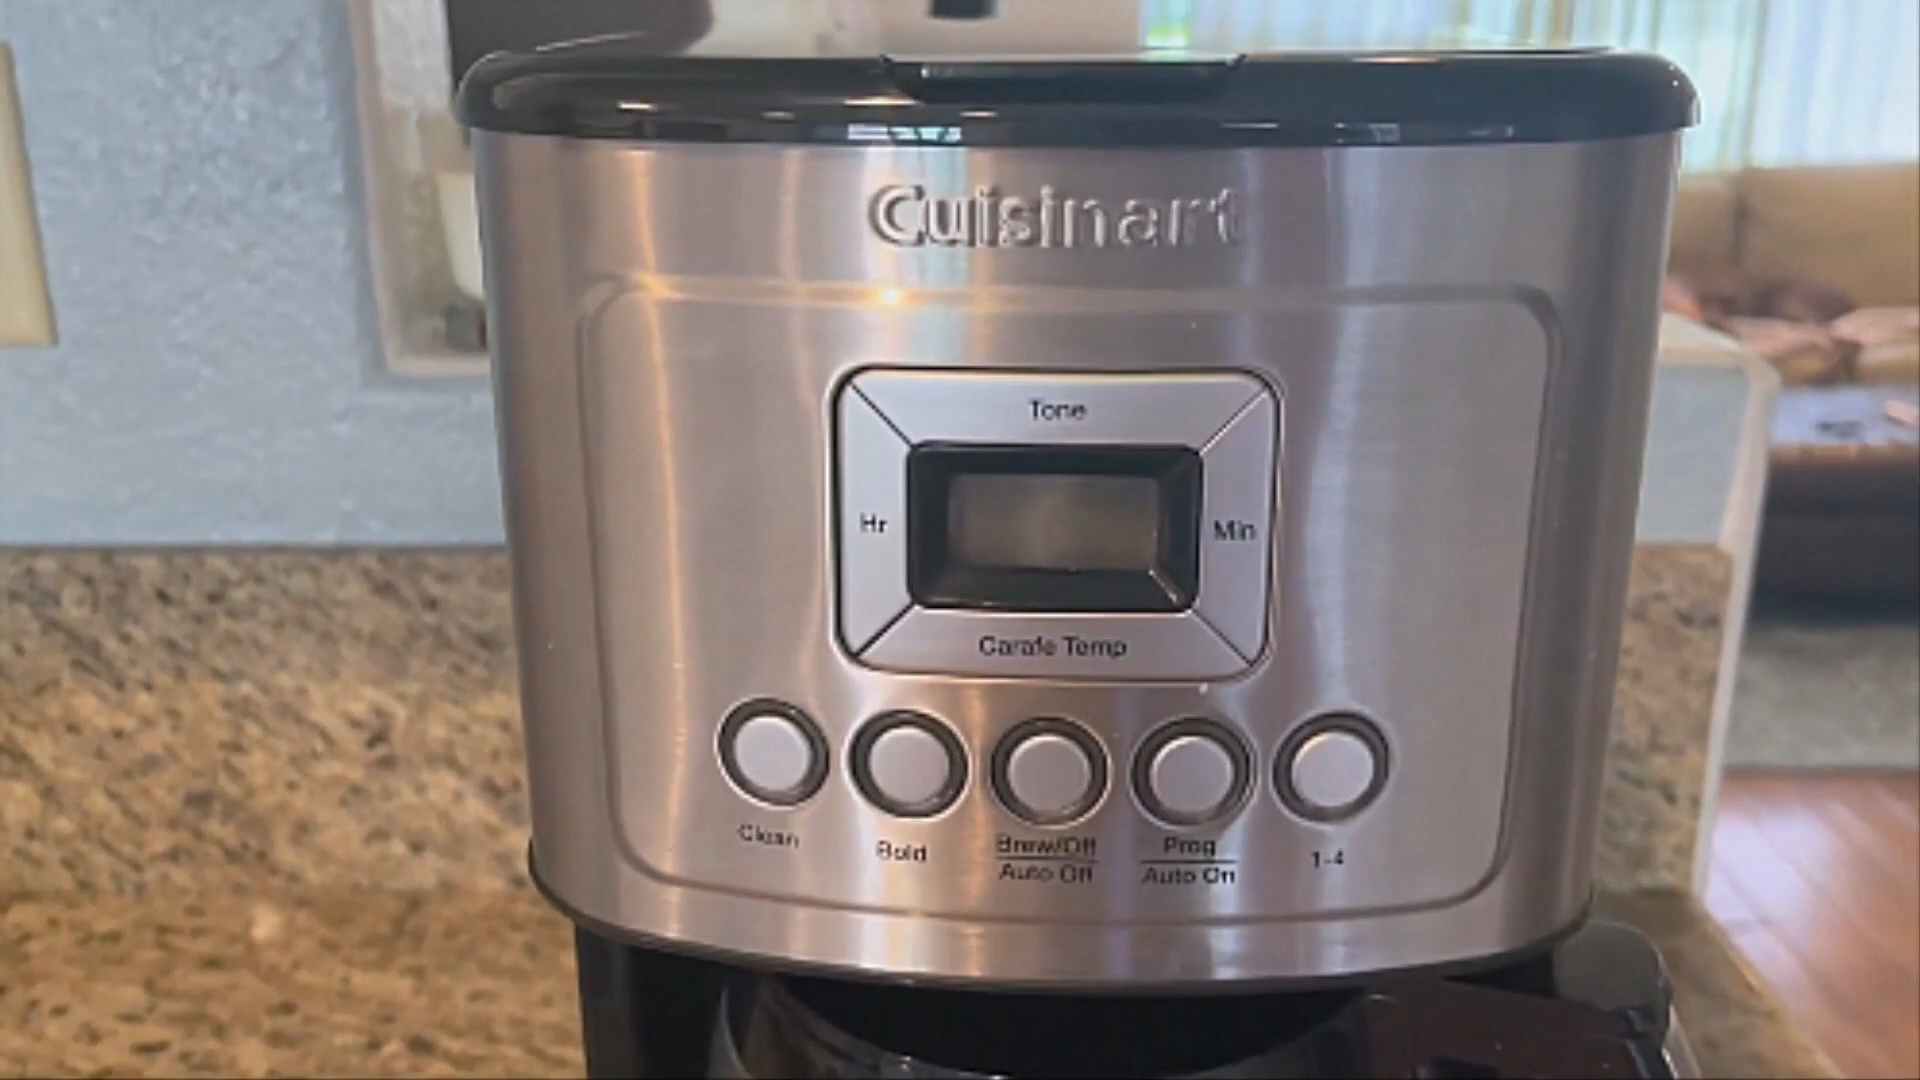 Cuisinart
Tone
Hr
Min
Carafe Temp
Clean
Bold
Brew/Off
Auto Off
Prog
Auto On
1-4